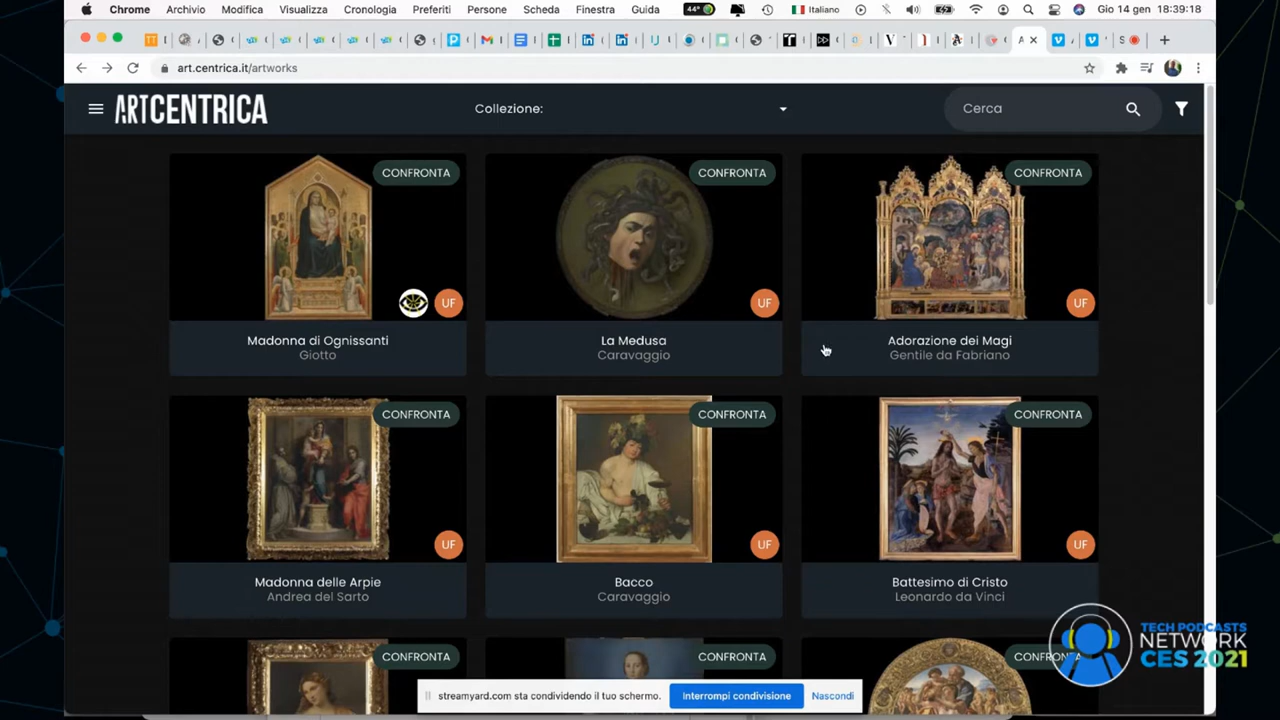 Chrome Archivio Modifica Visualizza Cronologia Preferiti Persone Scheda Finestra Guida 44° Italiano Gio 14 gen 18:39:18
art.centrica.it/artworks
ARTCENTRICA Collezione: Cerca
CONFRONTA CONFRONTA CONFRONTA
UF UF UF
Madonna di Ognissanti La Medusa Adorazione dei Magi
Giotto Caravaggio Gentile da Fabriano
CONFRONTA CONFRONTA CONFRONTA
UF UF UF
Madonna delle Arpie Bacco Battesimo di Cristo
Andrea del Sarto Caravaggio Leonardo da Vinci
CONFRONTA CONFRONTA CONFRONTA
TECH PODCASTS
NETWORK
CES 2021
streamyard.com sta condividendo il tuo schermo. Interrompi condivisione Nascondi